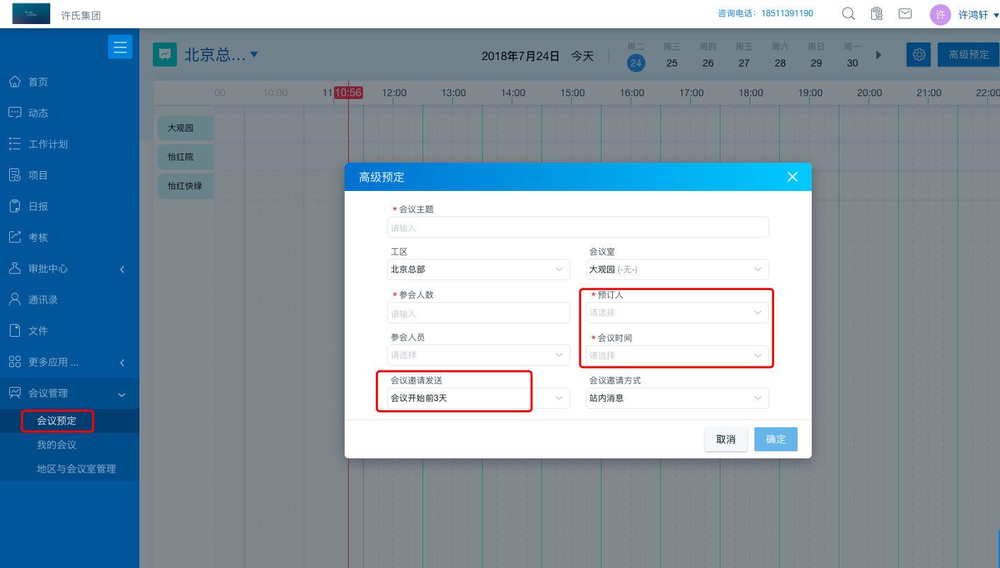 许氏集团
咨询电话：18511391190
许
许鸿轩
首页
动态
工作计划
项目
日报
考核
审批中心
通讯录
文件
更多应用 ...
会议管理
会议预定
我的会议
地区与会议室管理
北京总...
2018年7月24日 今天
周二 周三 周四 周五 周六 周日 周一
24 25 26 27 28 29 30
高级预定
00 10:00 11 10:56 12:00 13:00 14:00 15:00 16:00 17:00 18:00 19:00 20:00 21:00 22:00
大观园
怡红院
怡红快绿
高级预定
* 会议主题
请输入
工区 会议室
北京总部 大观园 (-无-)
* 参会人数 * 预订人
请输入 请选择
参会人员 * 会议时间
请选择 请选择
会议邀请发送 会议邀请方式
会议开始前3天 站内消息
取消 确定